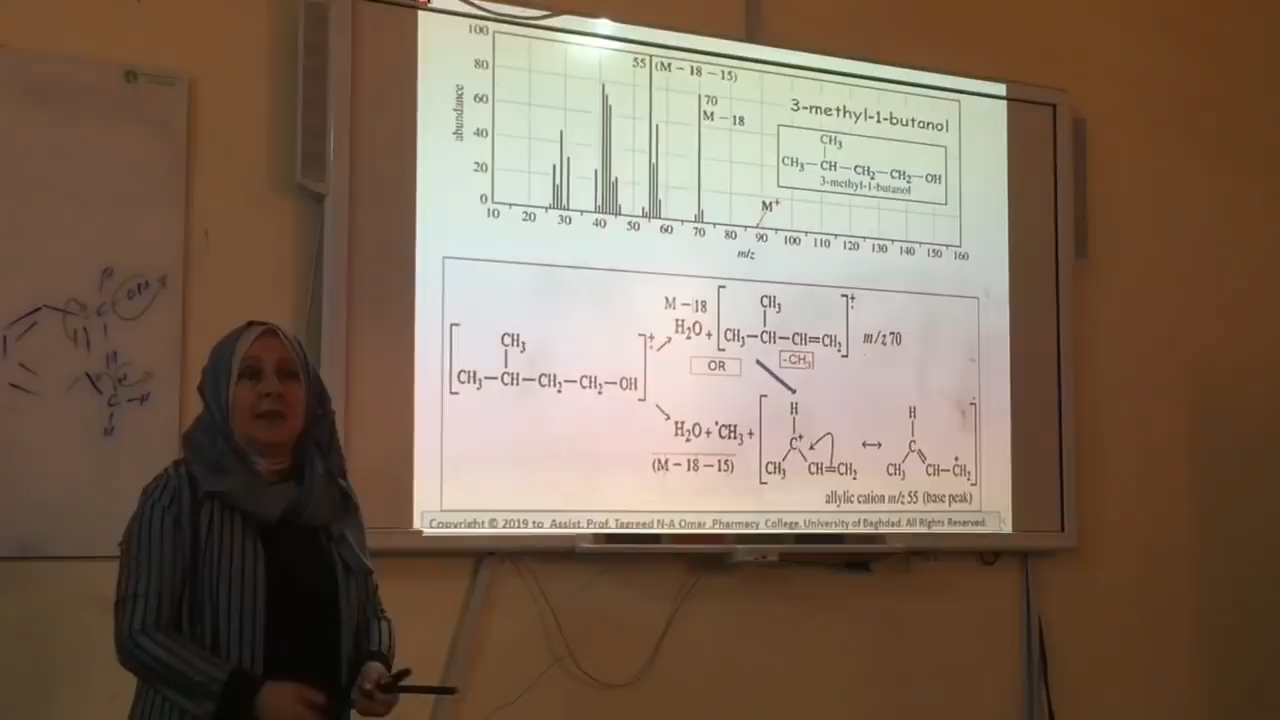 100
80
60
40
20
0
abundance
55 (M – 18 – 15)
70
M – 18
3-methyl-1-butanol
CH₃
CH₃—CH—CH₂—CH₂—OH
3-methyl-1-butanol
M⁺
10 20 30 40 50 60 70 80 90 100 110 120 130 140 150 160
m/z
M – 18
CH₃
H₂O + CH₃—CH—CH=CH₂ ‡ m/z 70
OR
-CH₃
CH₃
CH₃—CH—CH₂—CH₂—OH ‡
H₂O + ˙CH₃ +
(M – 18 – 15)
H
C⁺
CH₃ CH=CH₂
↔
H
C
CH₃ CH—CH₂⁺
allylic cation m/z 55 (base peak)
Copyright © 2019 to Assist. Prof. Tagreed N-A Omar ,Pharmacy College, University of Baghdad. All Rights Reserved.